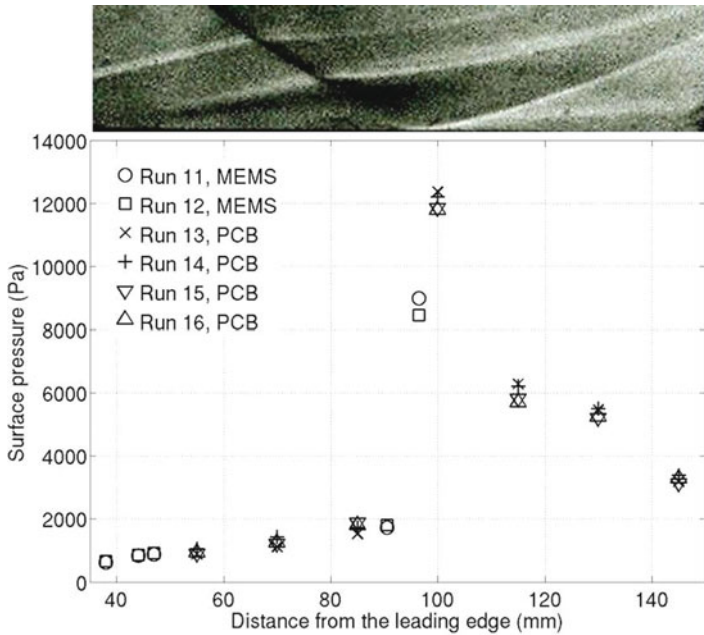 14000
12000
10000
8000
6000
4000
2000
0
Surface pressure (Pa)
Run 11, MEMS
Run 12, MEMS
Run 13, PCB
Run 14, PCB
Run 15, PCB
Run 16, PCB
40 60 80 100 120 140
Distance from the leading edge (mm)